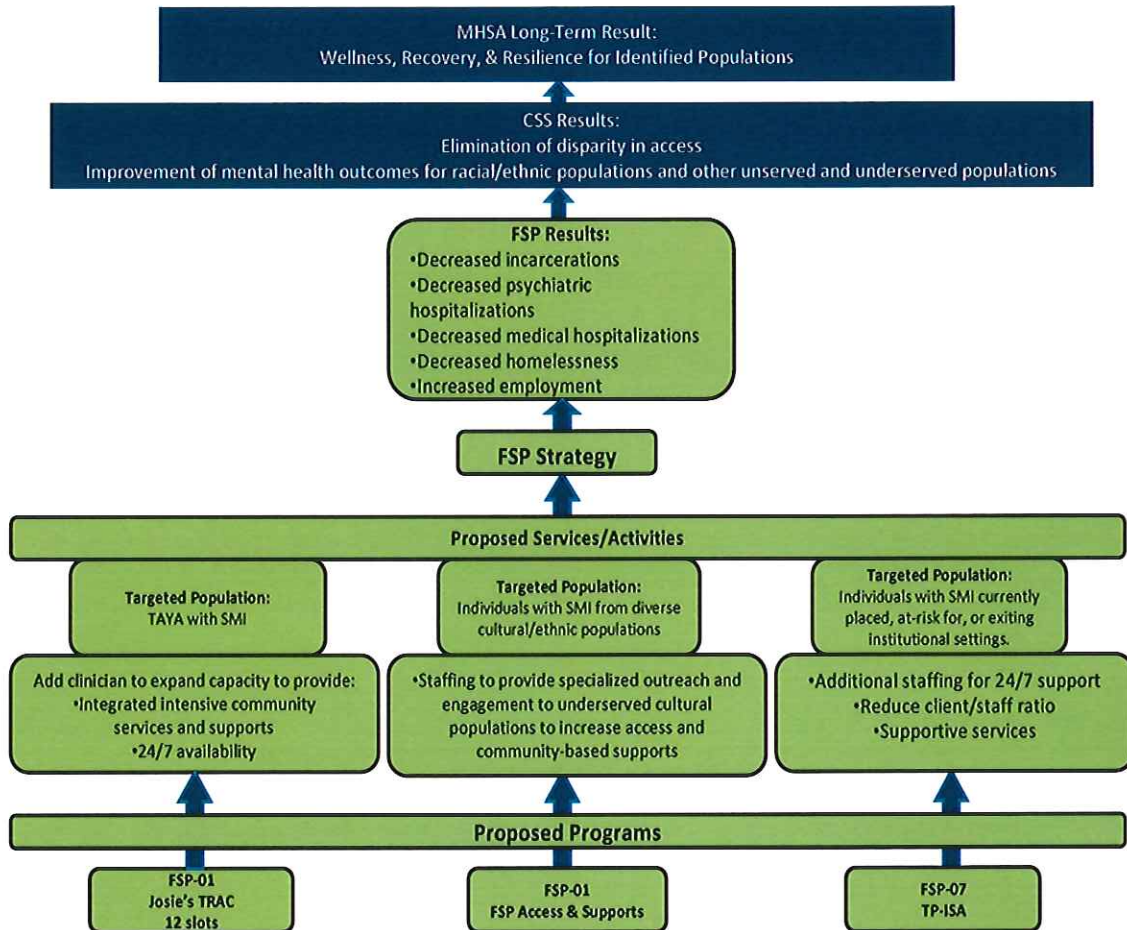 MHSA Long-Term Result:
Wellness, Recovery, & Resilience for Identified Populations
CSS Results:
Elimination of disparity in access
Improvement of mental health outcomes for racial/ethnic populations and other unserved and underserved populations
FSP Results:
•Decreased incarcerations
•Decreased psychiatric
hospitalizations
•Decreased medical hospitalizations
•Decreased homelessness
•Increased employment
FSP Strategy
Proposed Services/Activities
Targeted Population:
TAYA with SMI
Targeted Population:
Individuals with SMI from diverse
cultural/ethnic populations
Targeted Population:
Individuals with SMI currently
placed, at-risk for, or exiting
institutional settings.
Add clinician to expand capacity to provide:
•Integrated intensive community
services and supports
•24/7 availability
•Staffing to provide specialized outreach and
engagement to underserved cultural
populations to increase access and
community-based supports
•Additional staffing for 24/7 support
•Reduce client/staff ratio
•Supportive services
Proposed Programs
FSP-01
Josie's TRAC
12 slots
FSP-01
FSP Access & Supports
FSP-07
TP-ISA